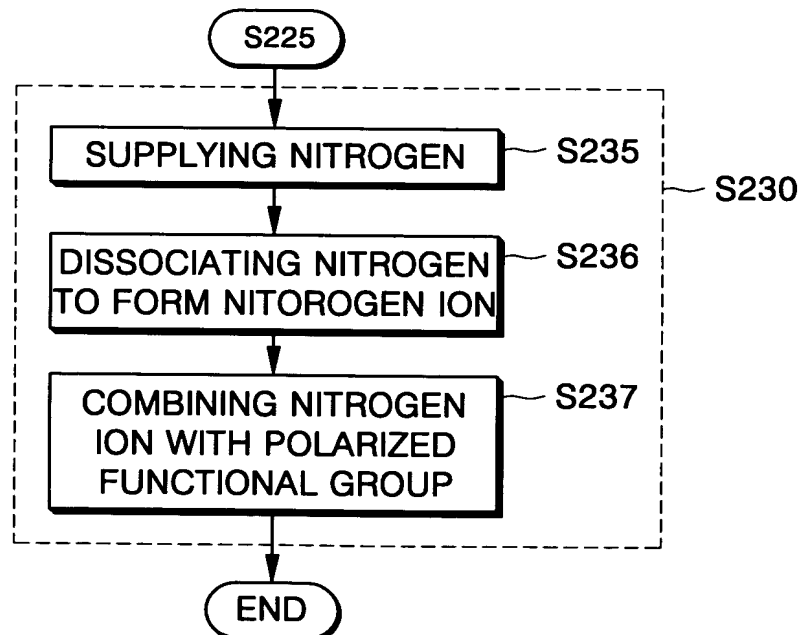 S225
SUPPLYING NITROGEN
S235
S230
DISSOCIATING NITROGEN
TO FORM NITOROGEN ION
S236
COMBINING NITROGEN
ION WITH POLARIZED
FUNCTIONAL GROUP
S237
END